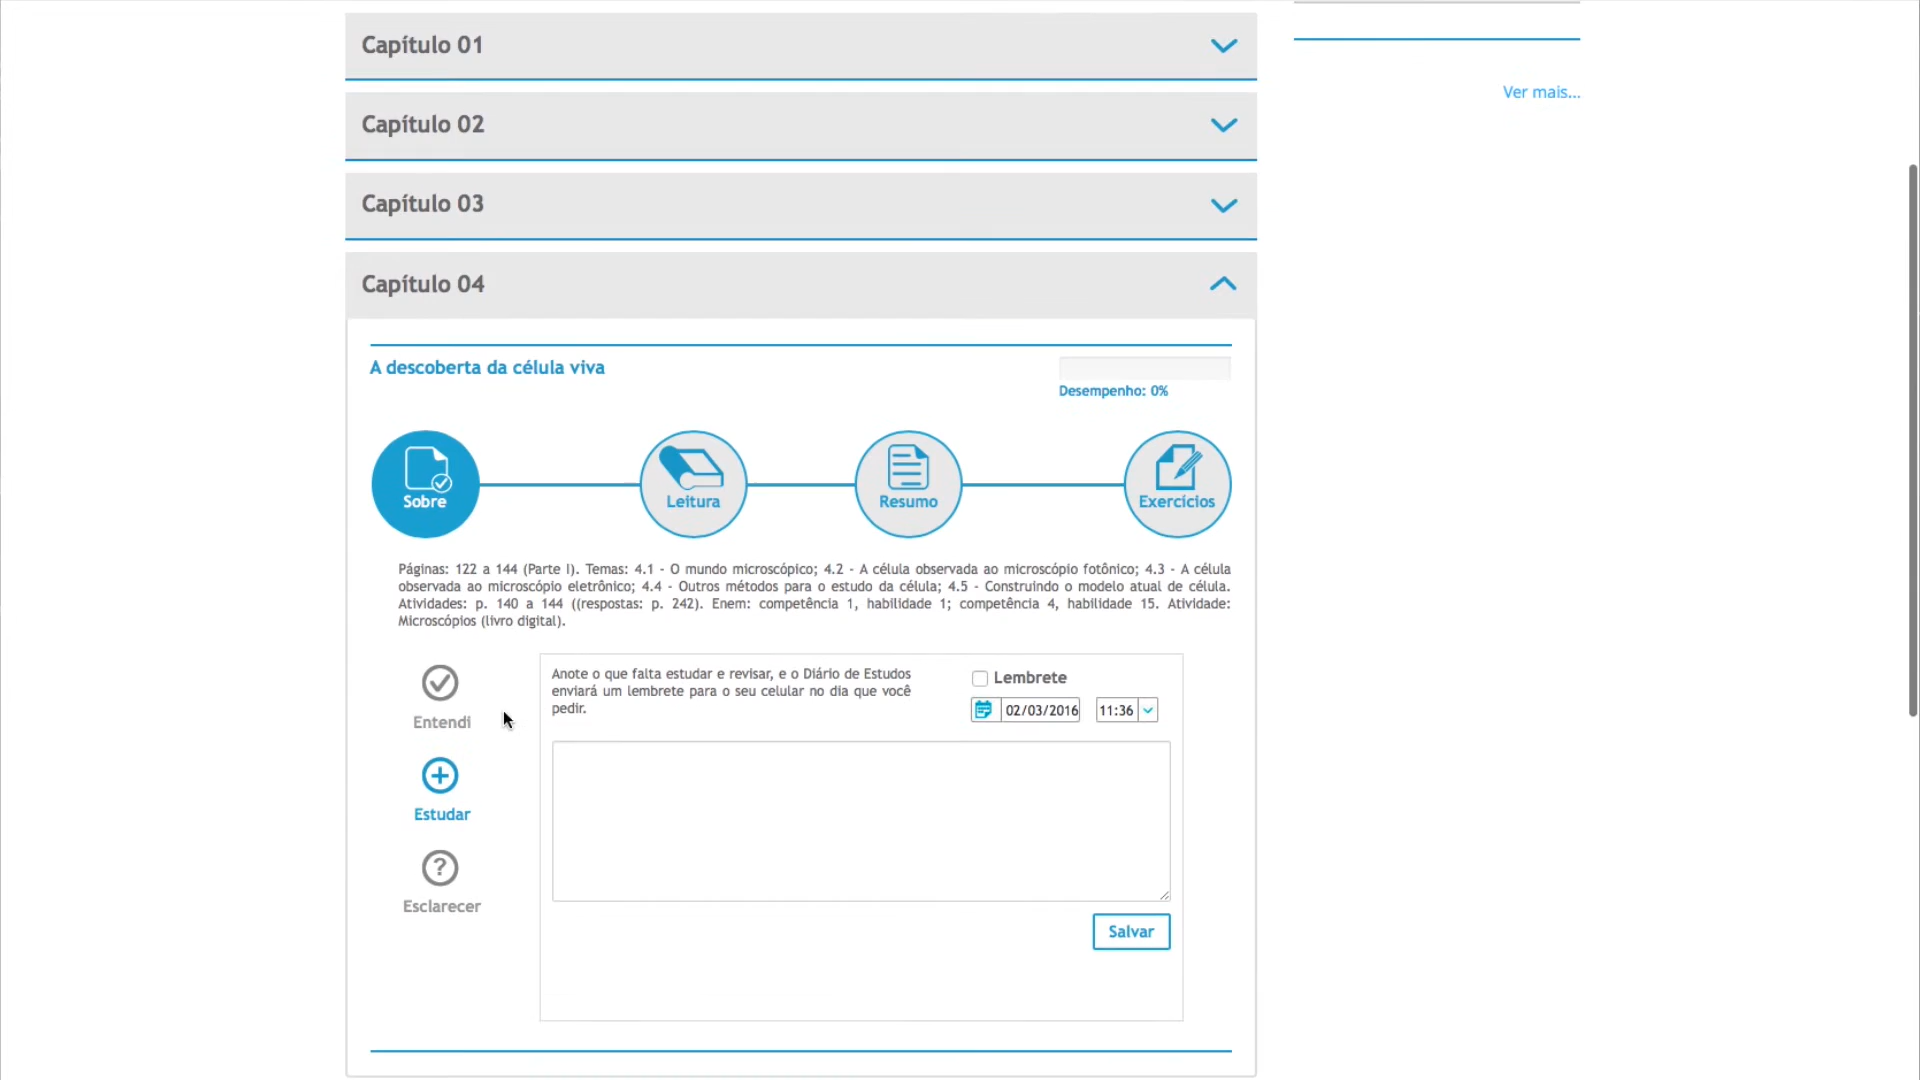 Capítulo 01
Ver mais...
Capítulo 02
Capítulo 03
Capítulo 04
A descoberta da célula viva
Desempenho: 0%
Sobre
Leitura
Resumo
Exercícios
Páginas: 122 a 144 (Parte I). Temas: 4.1 - O mundo microscópico; 4.2 - A célula observada ao microscópio fotônico; 4.3 - A célula
observada ao microscópio eletrônico; 4.4 - Outros métodos para o estudo da célula; 4.5 - Construindo o modelo atual de célula.
Atividades: p. 140 a 144 ((respostas: p. 242). Enem: competência 1, habilidade 1; competência 4, habilidade 15. Atividade:
Microscópios (livro digital).
Entendi
Estudar
Esclarecer
Anote o que falta estudar e revisar, e o Diário de Estudos
enviará um lembrete para o seu celular no dia que você
pedir.
Lembrete
02/03/2016 11:36
Salvar